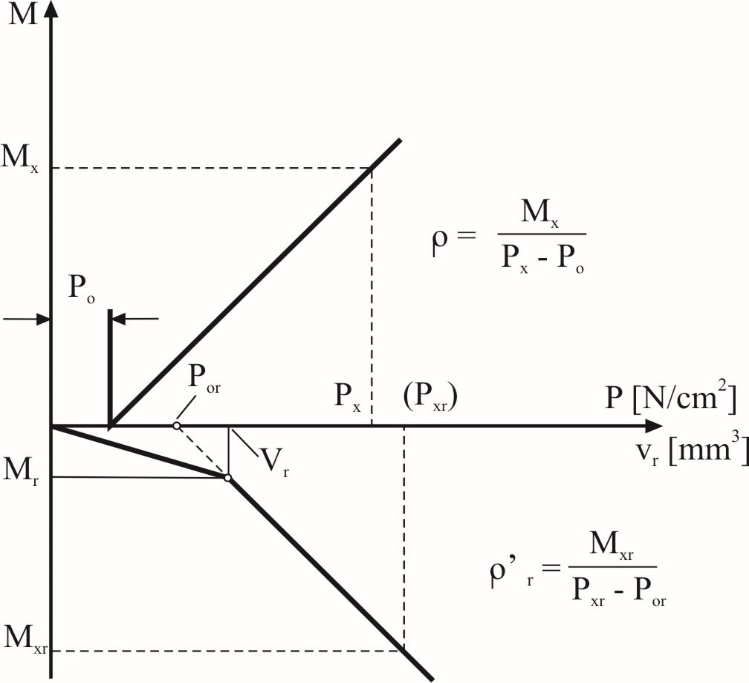 M
Mₓ
ρ = Mₓ / Pₓ - Pₒ
Pₒ
Pₒᵣ
Pₓ (Pₓᵣ) P [N/cm²]
Vᵣ vᵣ [mm³]
Mᵣ
ρ’ ᵣ = Mₓᵣ / Pₓᵣ - Pₒᵣ
Mₓᵣ